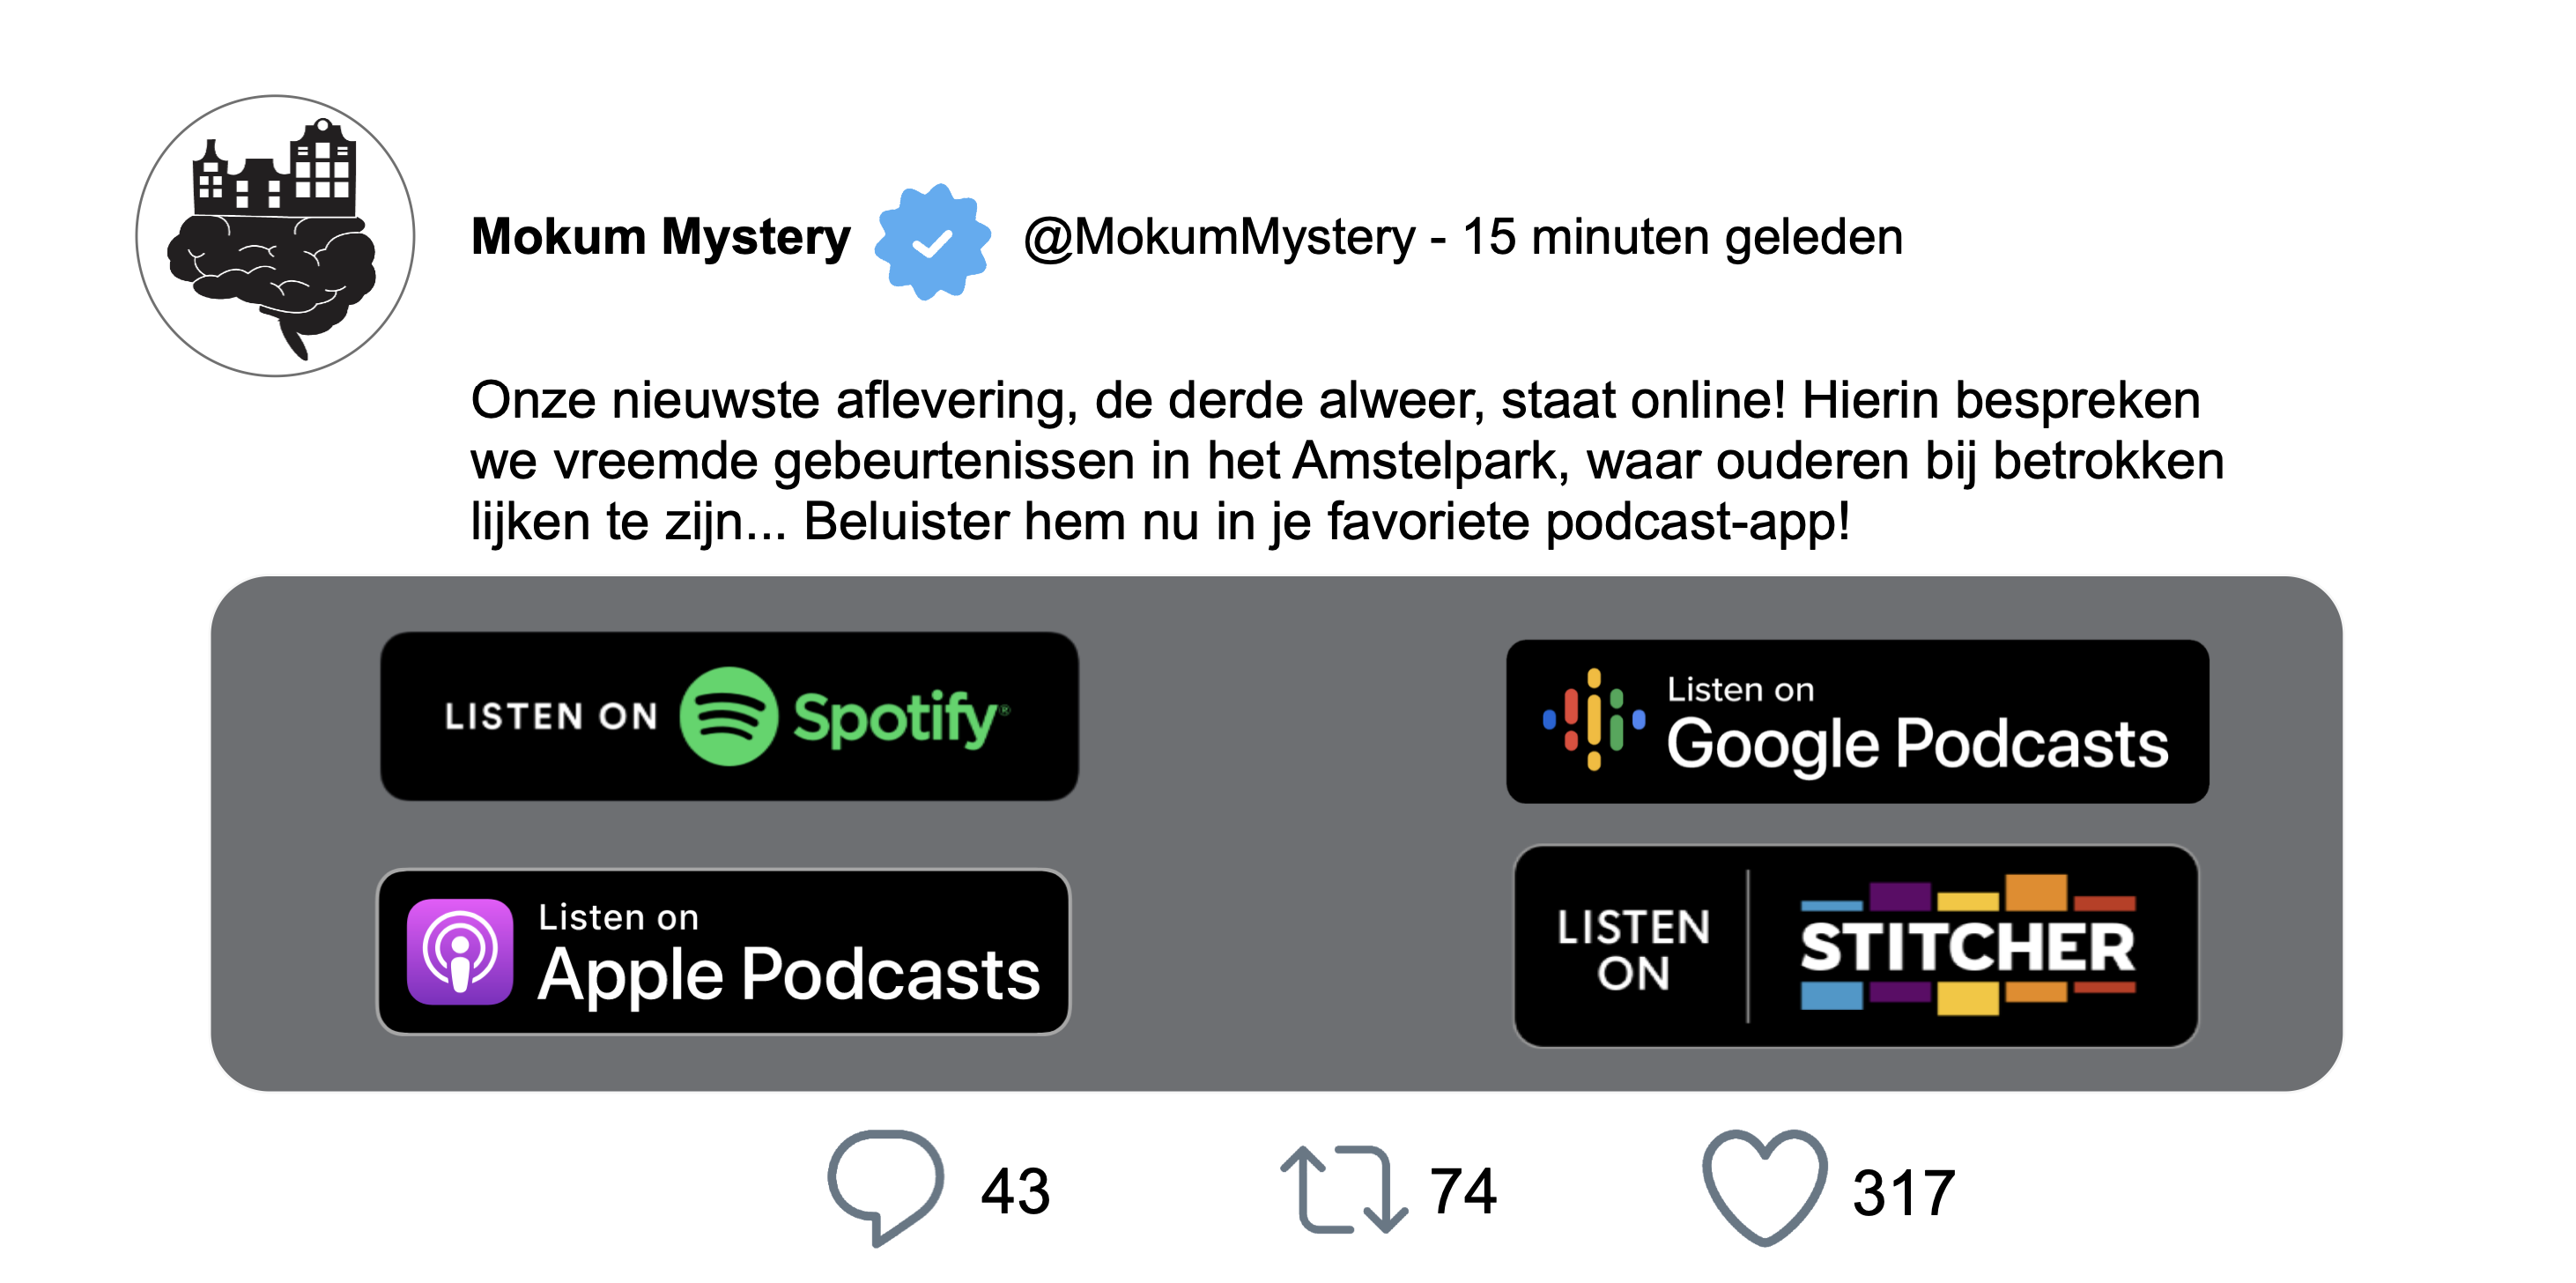 Mokum Mystery @MokumMystery - 15 minuten geleden
Onze nieuwste aflevering, de derde alweer, staat online! Hierin bespreken
we vreemde gebeurtenissen in het Amstelpark, waar ouderen bij betrokken
lijken te zijn... Beluister hem nu in je favoriete podcast-app!
LISTEN ON Spotify®
Listen on
Google Podcasts
Listen on
Apple Podcasts
LISTEN
ON
STITCHER
43 74 317